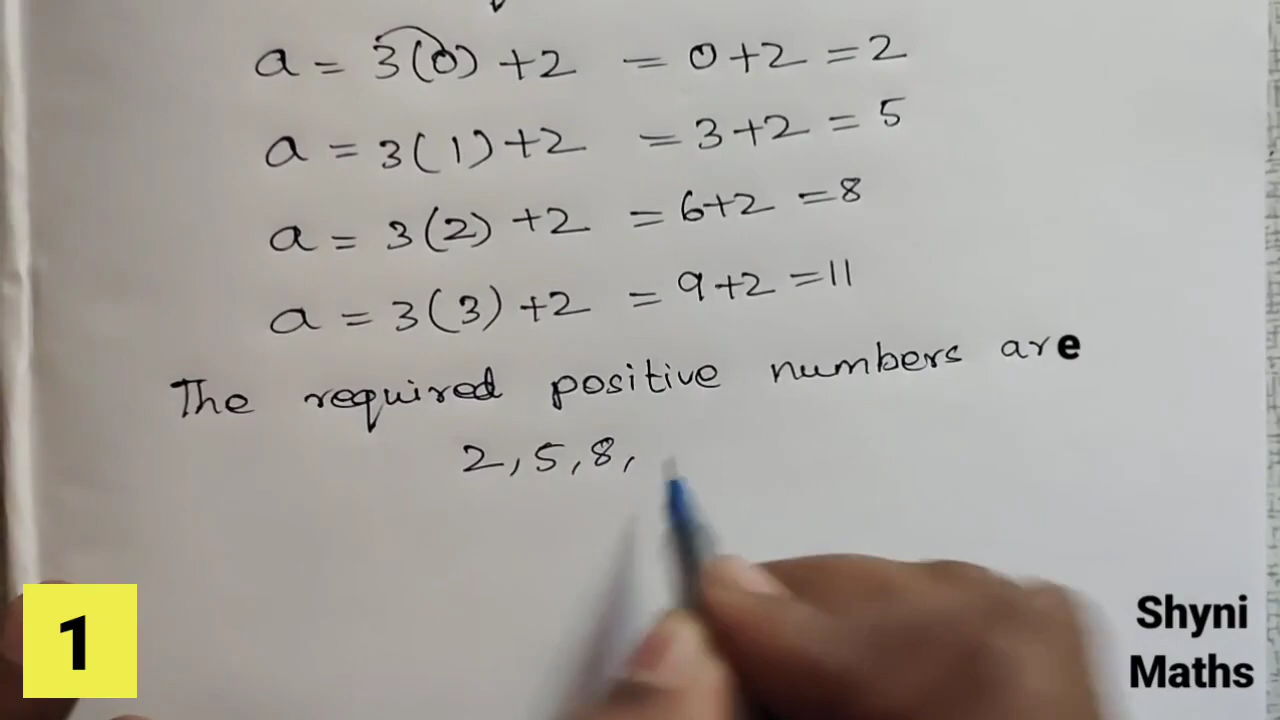 a = 3(0) +2 = 0+2 = 2
a = 3(1)+2 = 3+2 = 5
a = 3(2) +2 = 6+2 = 8
a = 3(3) +2 = 9+2 = 11
The required positive numbers are
2, 5, 8,
1
Shyni
Maths